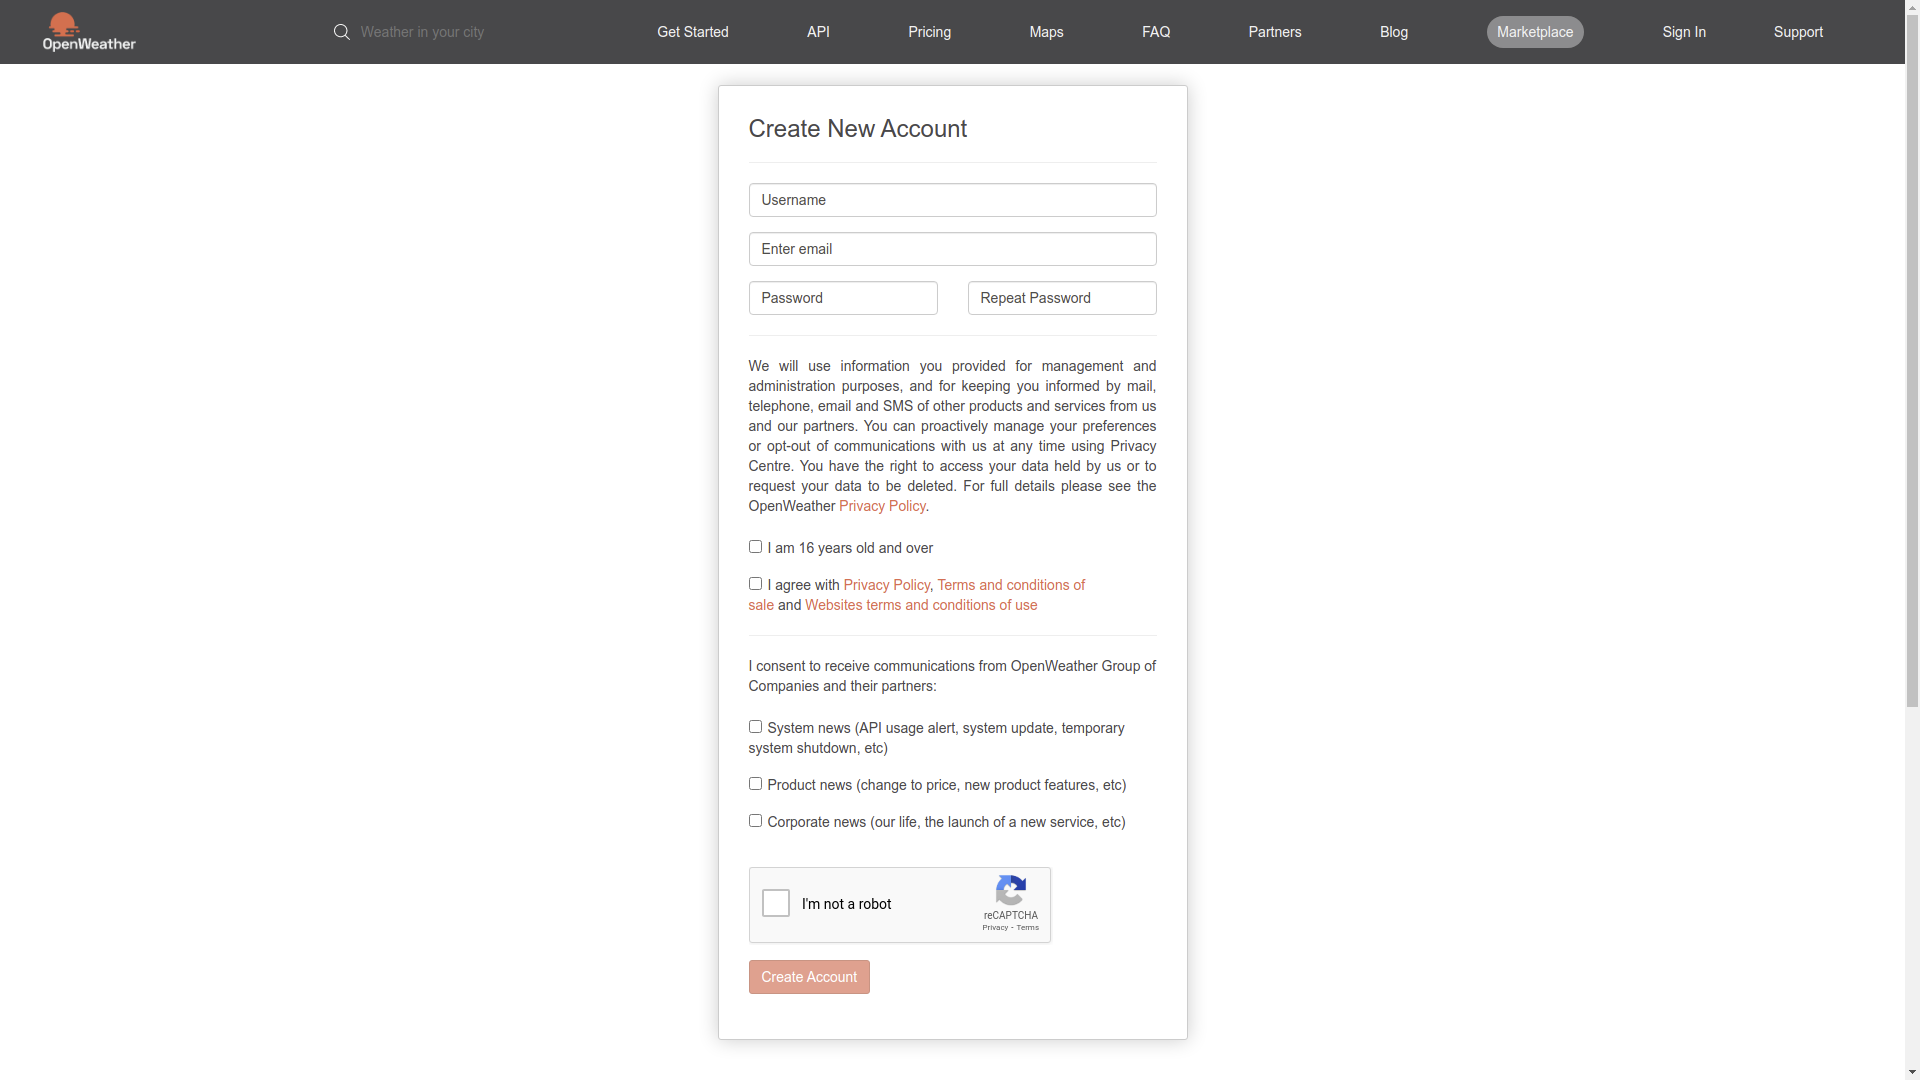 OpenWeather
Weather in your city
Get Started
API
Pricing
Maps
FAQ
Partners
Blog
Marketplace
Sign In
Support
Create New Account
Username
Enter email
Password
Repeat Password
We will use information you provided for management and
administration purposes, and for keeping you informed by mail,
telephone, email and SMS of other products and services from us
and our partners. You can proactively manage your preferences
or opt-out of communications with us at any time using Privacy
Centre. You have the right to access your data held by us or to
request your data to be deleted. For full details please see the
OpenWeather Privacy Policy.
I am 16 years old and over
I agree with Privacy Policy, Terms and conditions of
sale and Websites terms and conditions of use
I consent to receive communications from OpenWeather Group of
Companies and their partners:
System news (API usage alert, system update, temporary
system shutdown, etc)
Product news (change to price, new product features, etc)
Corporate news (our life, the launch of a new service, etc)
I'm not a robot
reCAPTCHA
Privacy - Terms
Create Account